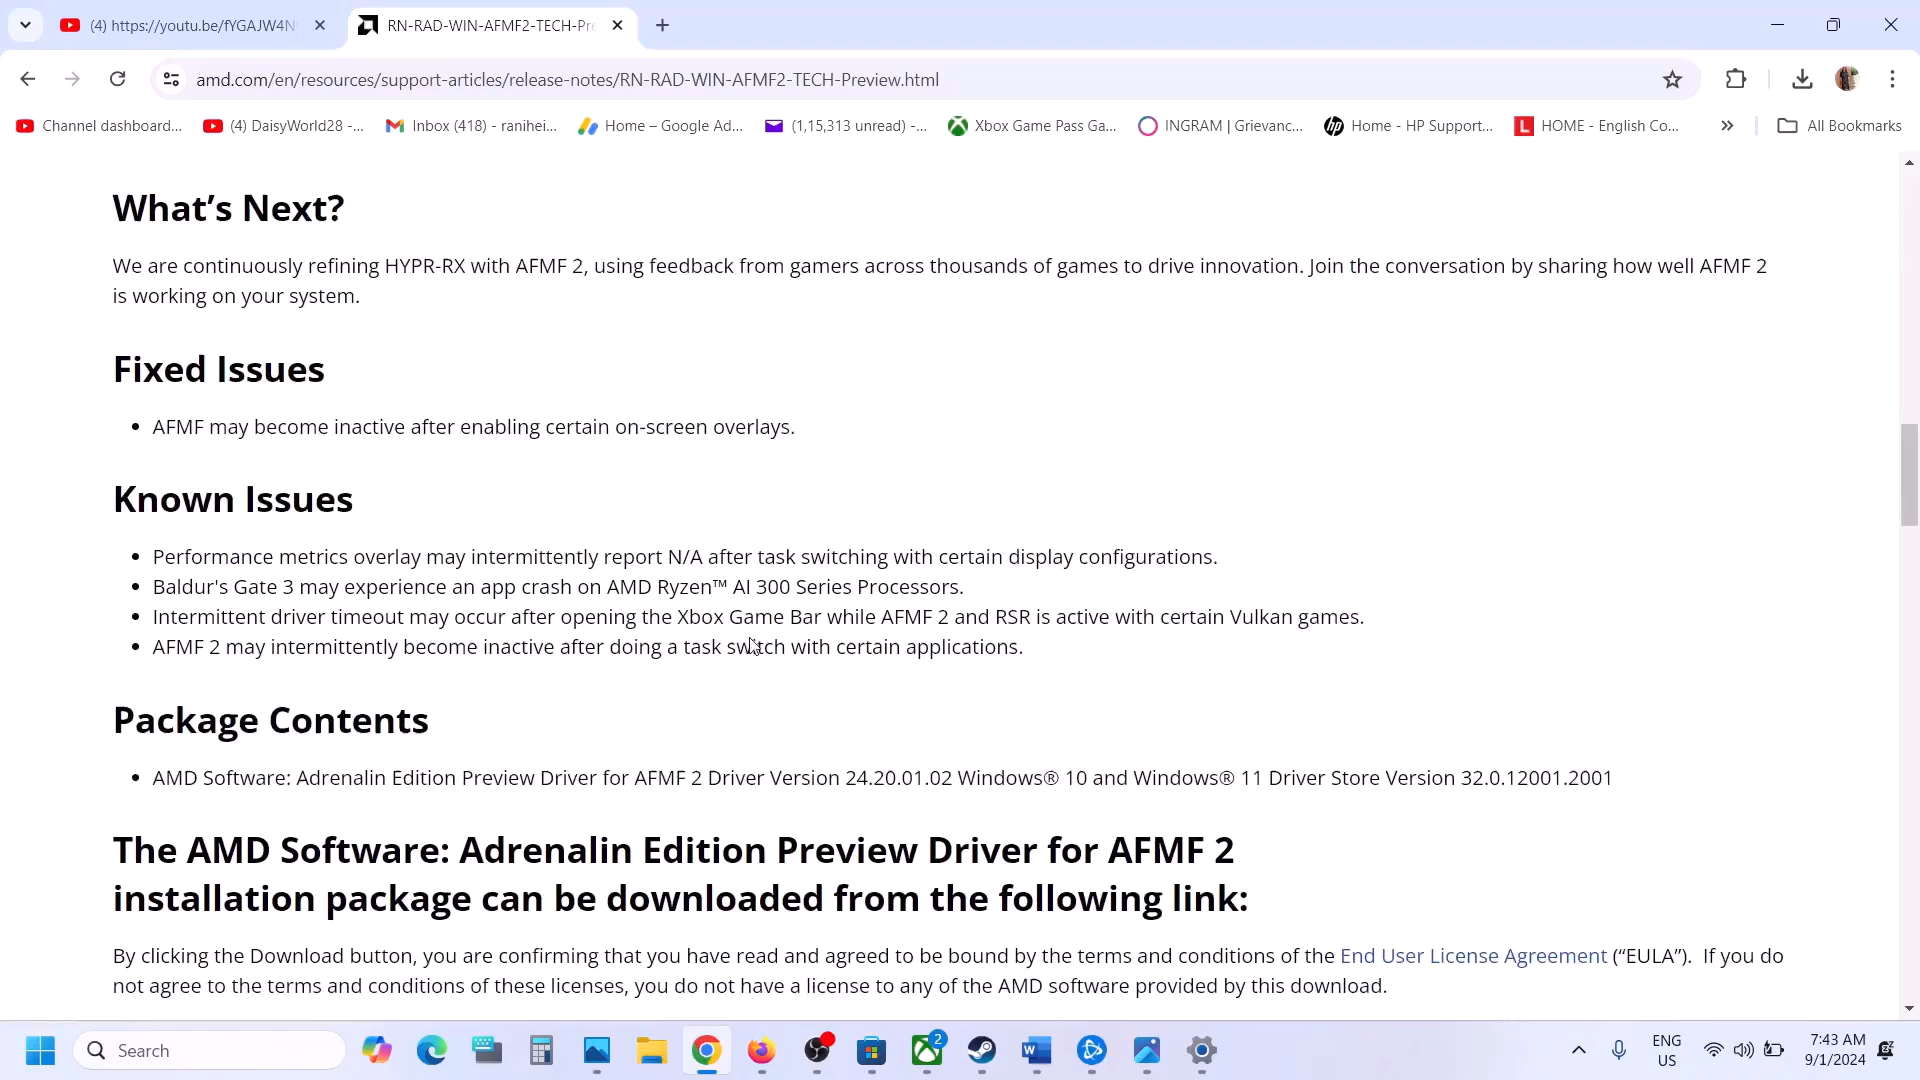 (4) https://youtu.be/fYGAJW4N
RN-RAD-WIN-AFMF2-TECH-Pre
amd.com/en/resources/support-articles/release-notes/RN-RAD-WIN-AFMF2-TECH-Preview.html
Channel dashboard...
(4) DaisyWorld28 -...
Inbox (418) - ranihei...
Home – Google Ad...
(1,15,313 unread) -...
Xbox Game Pass Ga...
INGRAM | Grievanc...
Home - HP Support...
HOME - English Co...
All Bookmarks
What’s Next?
We are continuously refining HYPR-RX with AFMF 2, using feedback from gamers across thousands of games to drive innovation. Join the conversation by sharing how well AFMF 2
is working on your system.
Fixed Issues
• AFMF may become inactive after enabling certain on-screen overlays.
Known Issues
• Performance metrics overlay may intermittently report N/A after task switching with certain display configurations.
• Baldur's Gate 3 may experience an app crash on AMD Ryzen™ AI 300 Series Processors.
• Intermittent driver timeout may occur after opening the Xbox Game Bar while AFMF 2 and RSR is active with certain Vulkan games.
• AFMF 2 may intermittently become inactive after doing a task switch with certain applications.
Package Contents
• AMD Software: Adrenalin Edition Preview Driver for AFMF 2 Driver Version 24.20.01.02 Windows® 10 and Windows® 11 Driver Store Version 32.0.12001.2001
The AMD Software: Adrenalin Edition Preview Driver for AFMF 2
installation package can be downloaded from the following link:
By clicking the Download button, you are confirming that you have read and agreed to be bound by the terms and conditions of the End User License Agreement (“EULA”). If you do
not agree to the terms and conditions of these licenses, you do not have a license to any of the AMD software provided by this download.
Search
2
ENG
US
7:43 AM
9/1/2024